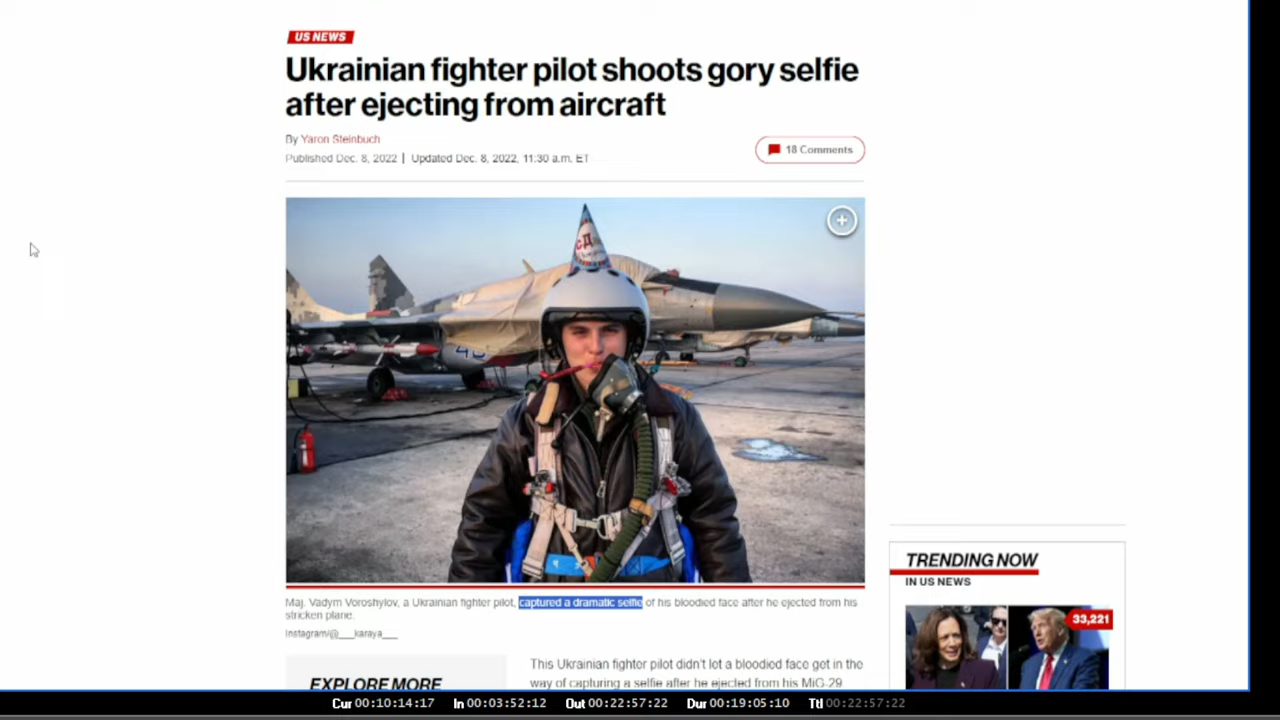 US NEWS
Ukrainian fighter pilot shoots gory selfie
after ejecting from aircraft
By Yaron Steinbuch
Published Dec. 8, 2022 | Updated Dec. 8, 2022, 11:30 a.m. ET
18 Comments
Maj. Vadym Voroshylov, a Ukrainian fighter pilot, captured a dramatic selfie of his bloodied face after he ejected from his
stricken plane.
Instagram/@___karaya___
TRENDING NOW
IN US NEWS
33,221
EXPLORE MORE
This Ukrainian fighter pilot didn't let a bloodied face get in the
way of capturing a selfie after he ejected from his MiG-29
Cur 00:10:14:17 In 00:03:52:12 Out 00:22:57:22 Dur 00:19:05:10 Ttl 00:22:57:22